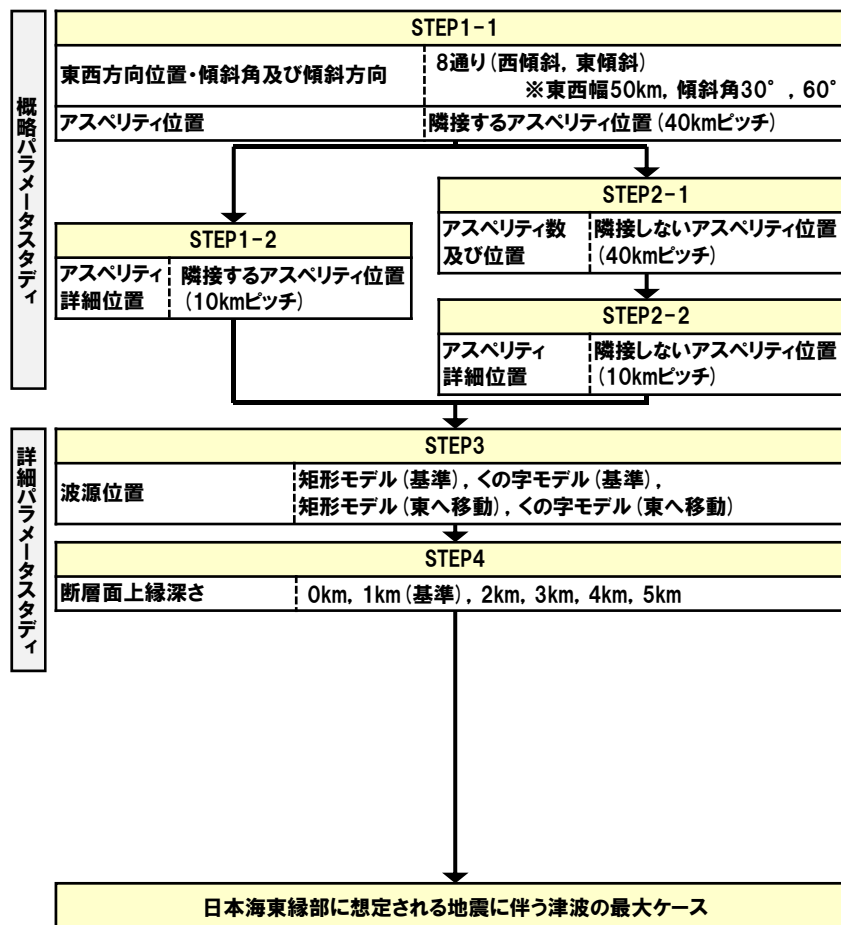 概略パラメータスタディ
STEP1-1
東西方向位置・傾斜角及び傾斜方向
8通り(西傾斜，東傾斜)
※東西幅50km，傾斜角30°，60°
アスペリティ位置
隣接するアスペリティ位置(40kmピッチ)
STEP1-2
アスペリティ
詳細位置
隣接するアスペリティ位置
(10kmピッチ)
STEP2-1
アスペリティ数
及び位置
隣接しないアスペリティ位置
(40kmピッチ)
STEP2-2
アスペリティ
詳細位置
隣接しないアスペリティ位置
(10kmピッチ)
詳細パラメータスタディ
STEP3
波源位置
矩形モデル(基準)，くの字モデル(基準)，
矩形モデル(東へ移動)，くの字モデル(東へ移動)
STEP4
断層面上縁深さ
0km，1km(基準)，2km，3km，4km，5km
日本海東縁部に想定される地震に伴う津波の最大ケース